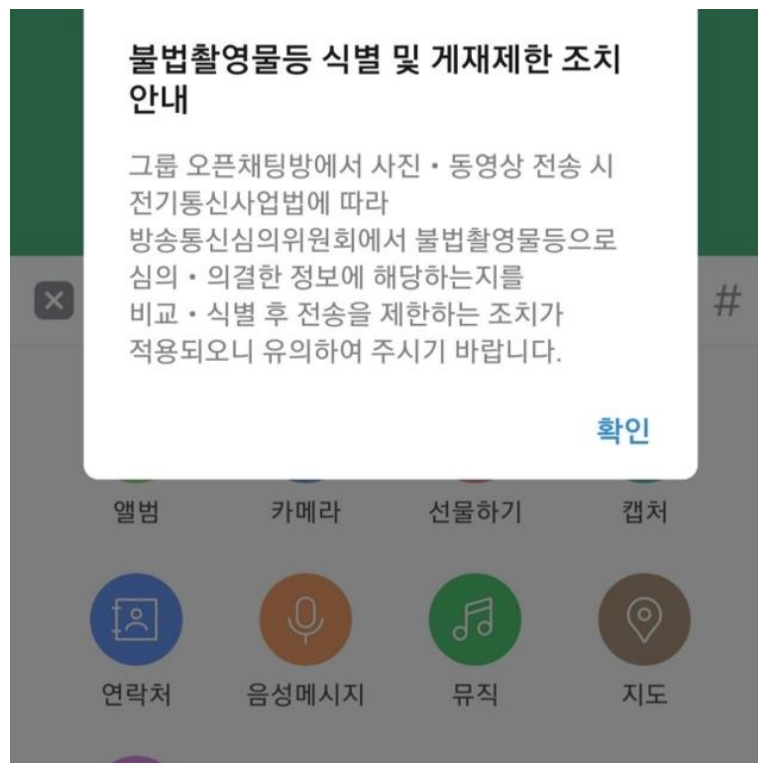 불법촬영물등 식별 및 게재제한 조치
안내
그룹 오픈채팅방에서 사진 • 동영상 전송 시
전기통신사업법에 따라
방송통신심의위원회에서 불법촬영물등으로
심의 • 의결한 정보에 해당하는지를
비교 • 식별 후 전송을 제한하는 조치가
적용되오니 유의하여 주시기 바랍니다.
#
확인
앨범 카메라 선물하기 캡처
연락처 음성메시지 뮤직 지도